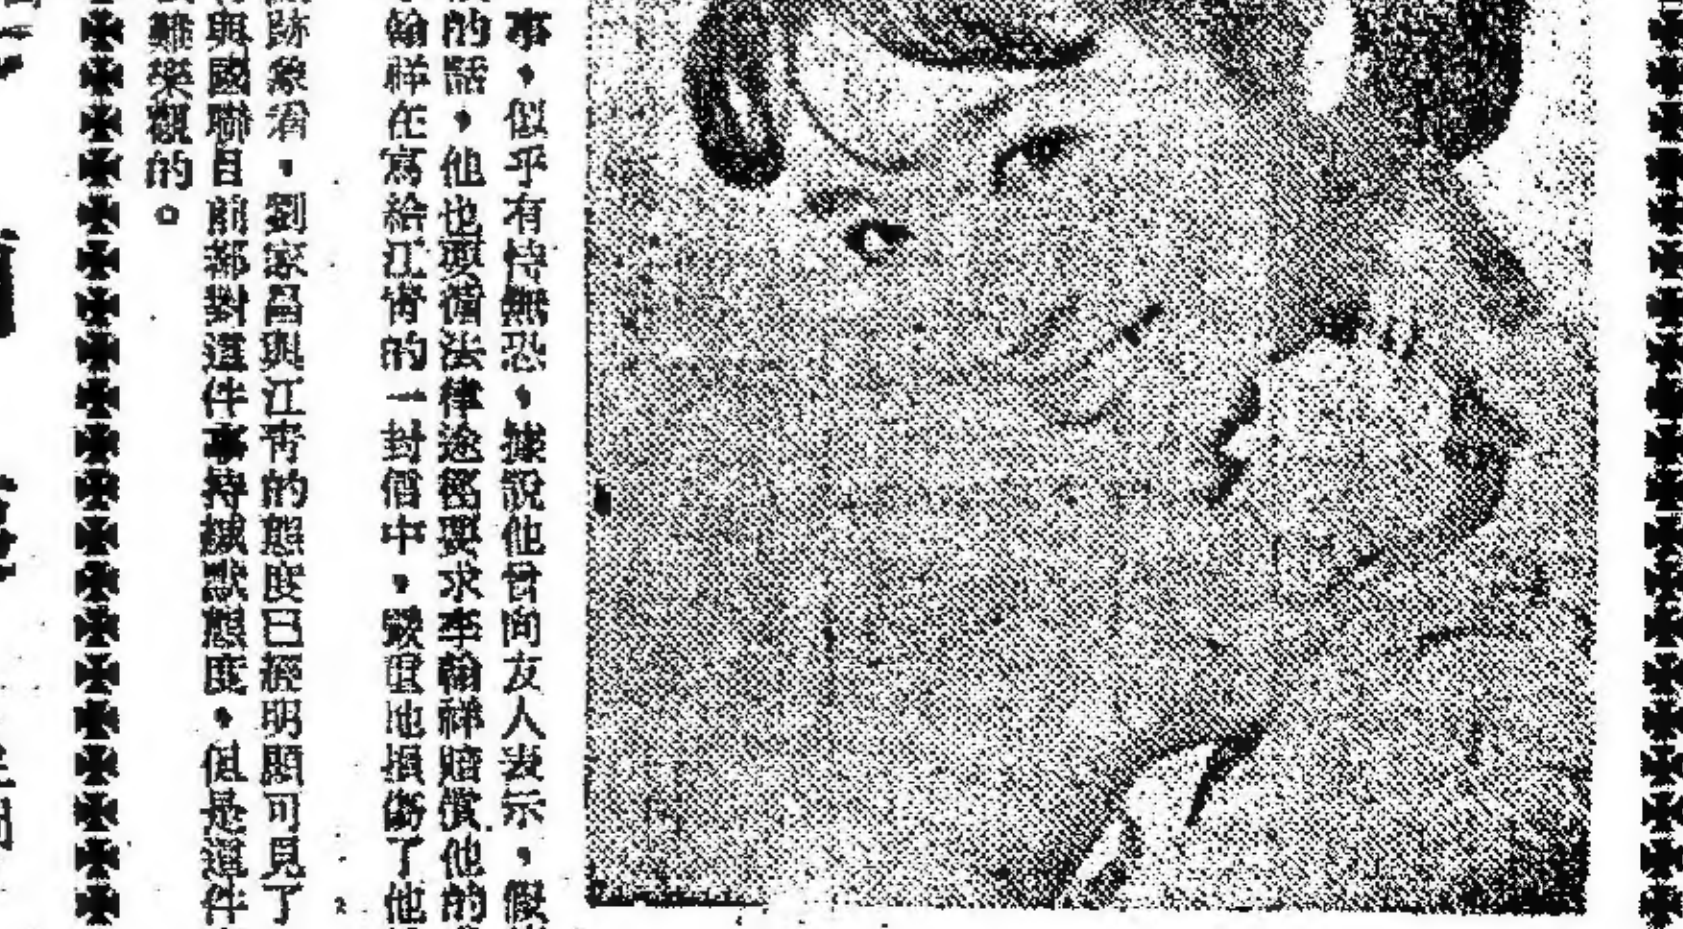 事，似乎有恃無恐，據說他曾向友人表示，假
的話，他也要循法律途徑要求李翰祥賠償他的
翰祥在寫給江青的一封信中，嚴重地損傷了他
跡象看，劉家昌與江青的態度已經明顯可見了
與國聯目前都對這件事持緘默態度，但是這件
難樂觀的。